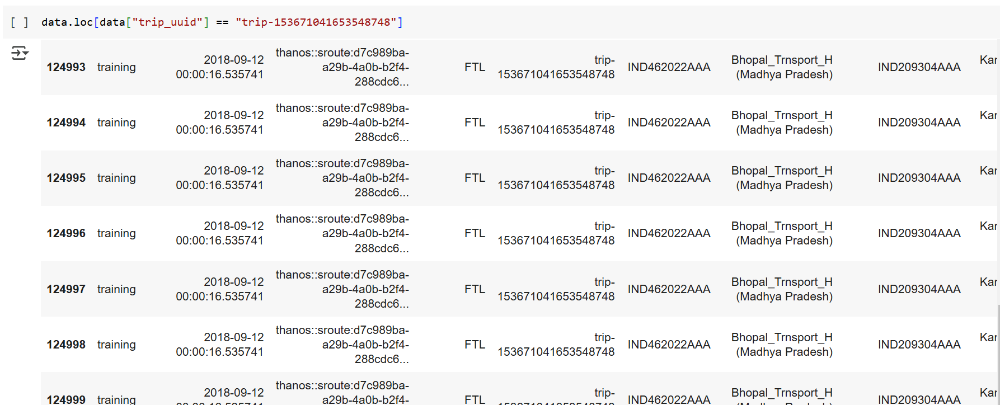 [ ] data.loc[data["trip_uuid"] == "trip-153671041653548748"]
124993 training 2018-09-12 00:00:16.535741 thanos::sroute:d7c989ba-a29b-4a0b-b2f4-288cdc6... FTL trip-153671041653548748 IND462022AAA Bhopal_Trnsport_H (Madhya Pradesh) IND209304AAA Kar
124994 training 2018-09-12 00:00:16.535741 thanos::sroute:d7c989ba-a29b-4a0b-b2f4-288cdc6... FTL trip-153671041653548748 IND462022AAA Bhopal_Trnsport_H (Madhya Pradesh) IND209304AAA Kar
124995 training 2018-09-12 00:00:16.535741 thanos::sroute:d7c989ba-a29b-4a0b-b2f4-288cdc6... FTL trip-153671041653548748 IND462022AAA Bhopal_Trnsport_H (Madhya Pradesh) IND209304AAA Kar
124996 training 2018-09-12 00:00:16.535741 thanos::sroute:d7c989ba-a29b-4a0b-b2f4-288cdc6... FTL trip-153671041653548748 IND462022AAA Bhopal_Trnsport_H (Madhya Pradesh) IND209304AAA Kar
124997 training 2018-09-12 00:00:16.535741 thanos::sroute:d7c989ba-a29b-4a0b-b2f4-288cdc6... FTL trip-153671041653548748 IND462022AAA Bhopal_Trnsport_H (Madhya Pradesh) IND209304AAA Kar
124998 training 2018-09-12 00:00:16.535741 thanos::sroute:d7c989ba-a29b-4a0b-b2f4-288cdc6... FTL trip-153671041653548748 IND462022AAA Bhopal_Trnsport_H (Madhya Pradesh) IND209304AAA Kar
124999 training 2018-09-12 thanos::sroute:d7c989ba-a29b-4a0b-b2f4- FTL trip- IND462022AAA Bhopal_Trnsport_H IND209304AAA Kar